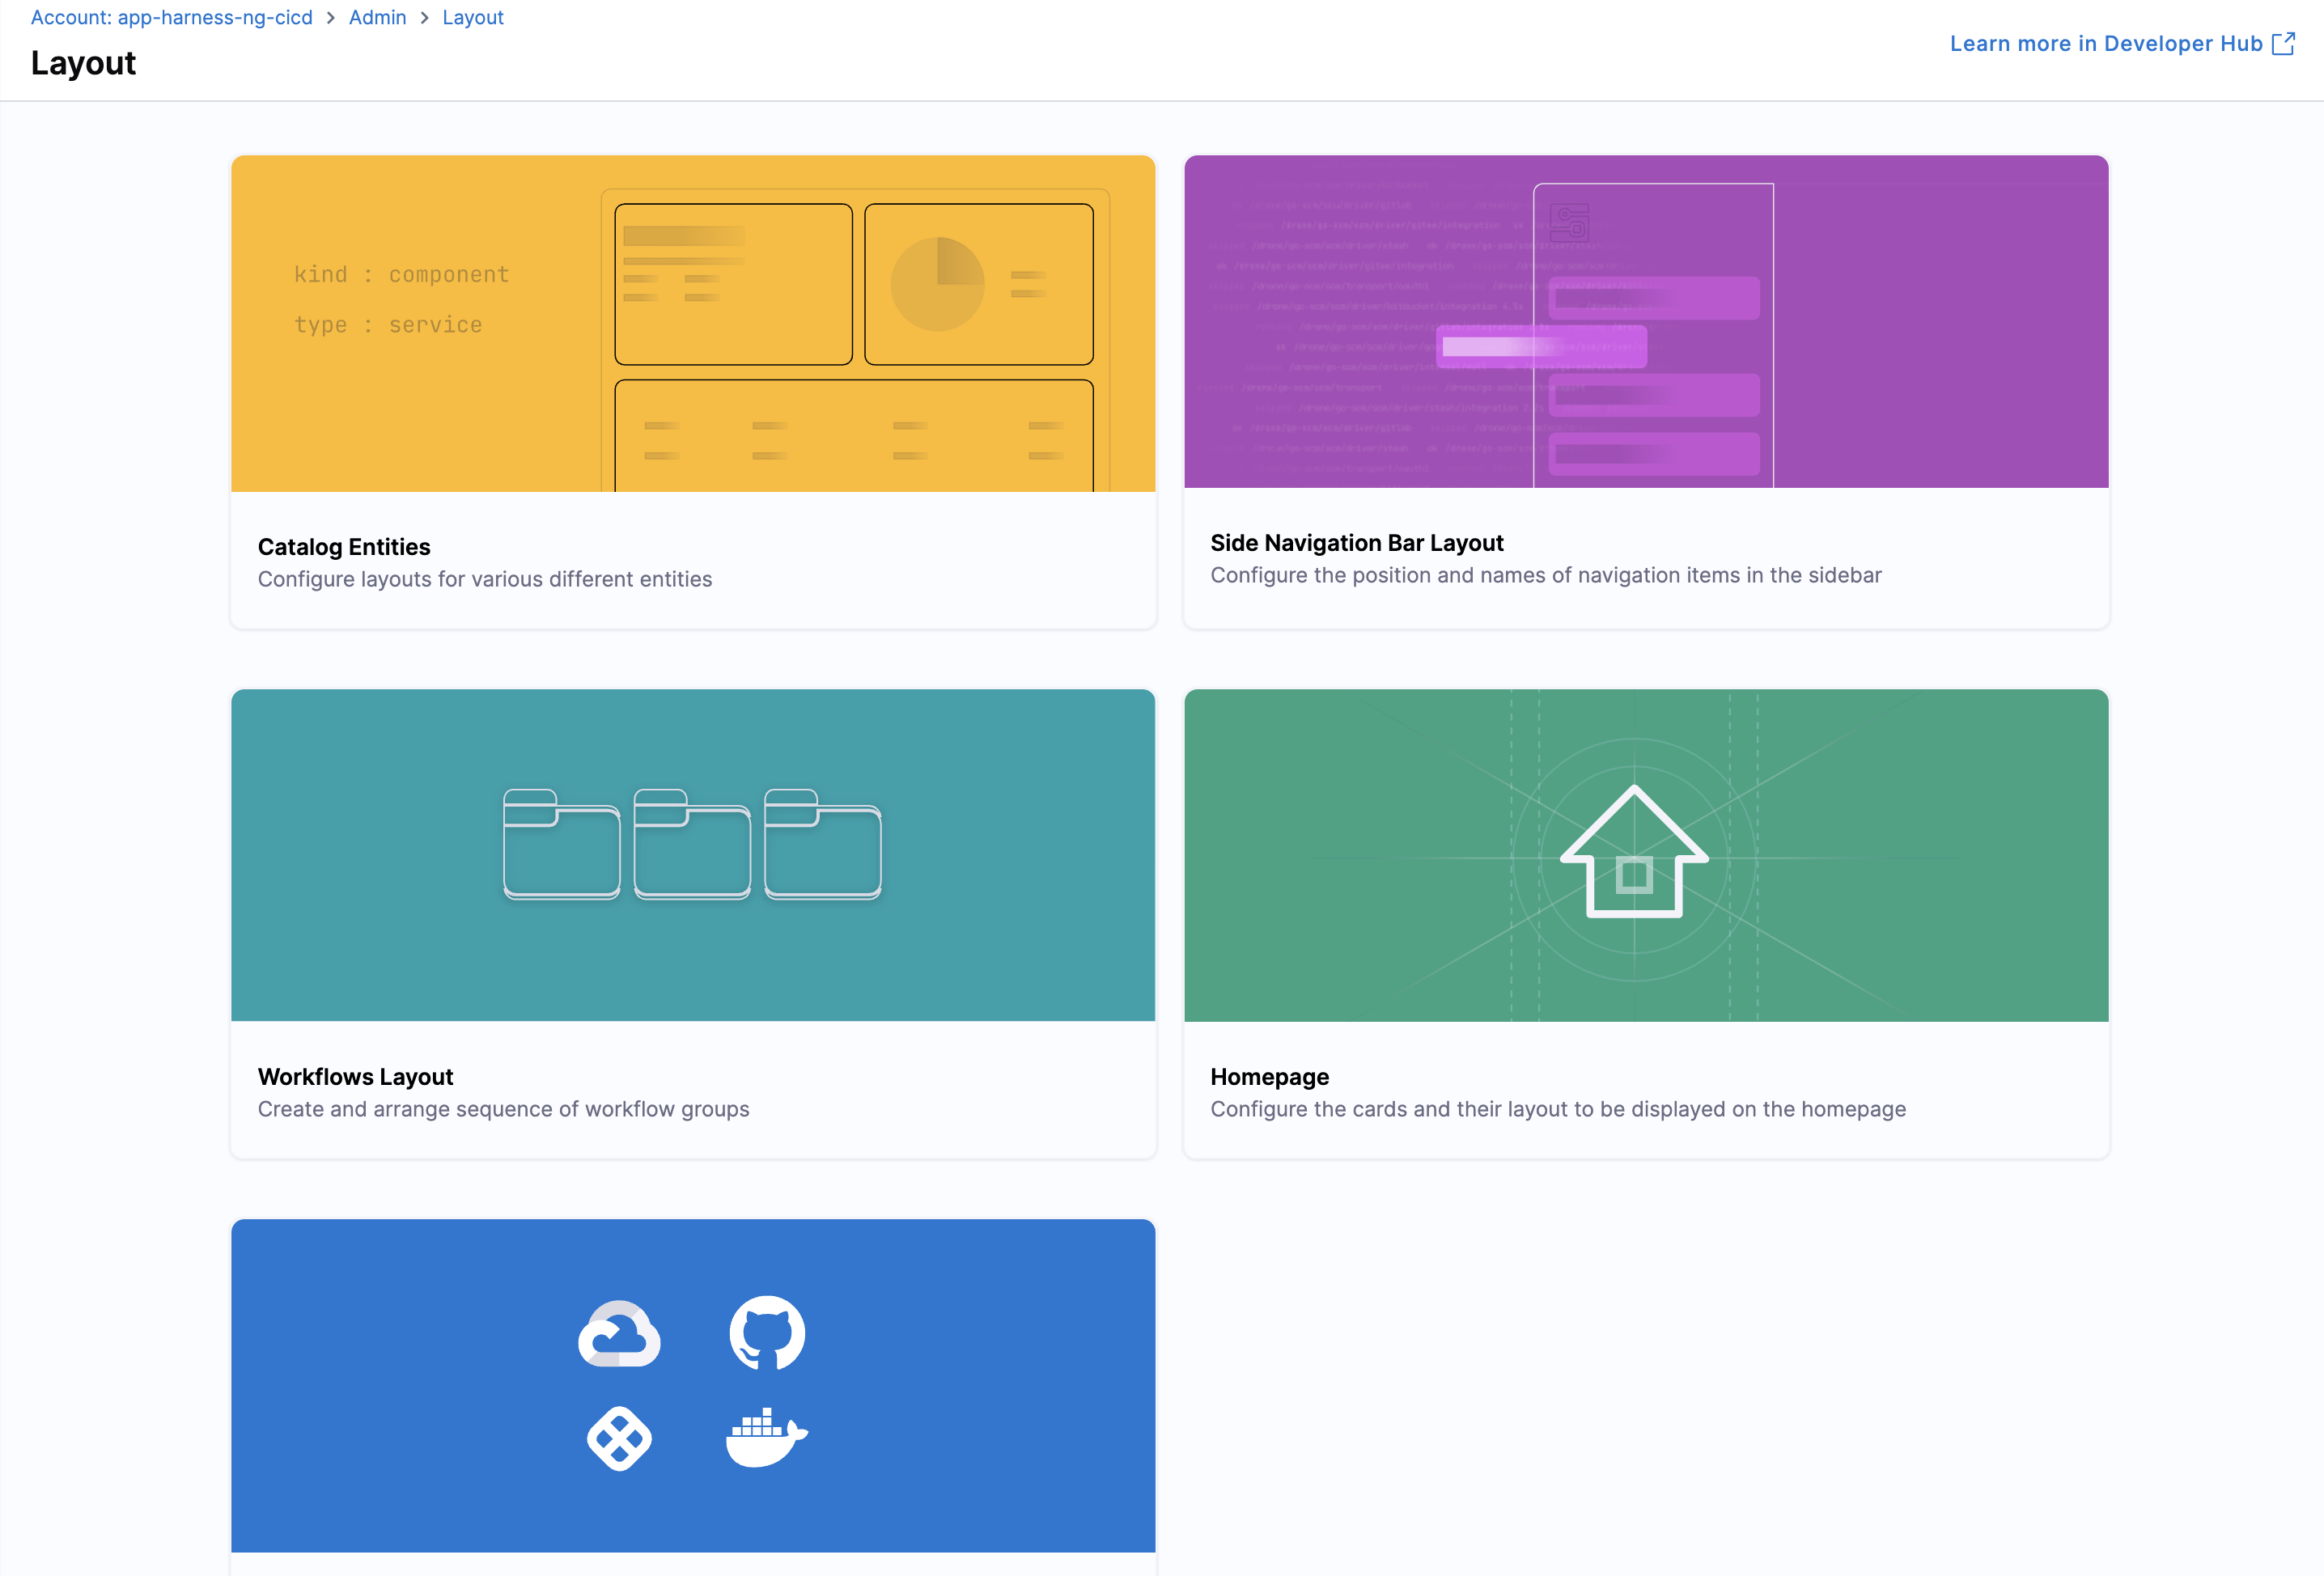 Account: app-harness-ng-cicd > Admin > Layout
Layout
Learn more in Developer Hub
kind : component
type : service
Catalog Entities
Configure layouts for various different entities
Side Navigation Bar Layout
Configure the position and names of navigation items in the sidebar
Workflows Layout
Create and arrange sequence of workflow groups
Homepage
Configure the cards and their layout to be displayed on the homepage